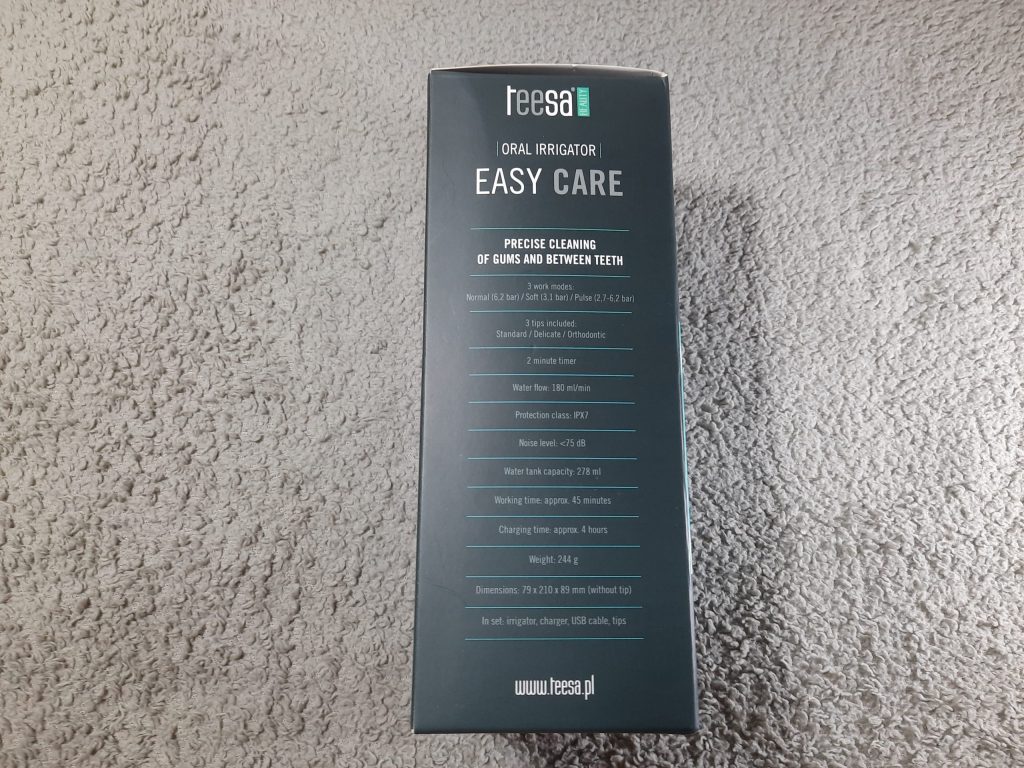 teesa® BEAUTY
ORAL IRRIGATOR
EASY CARE
PRECISE CLEANING
OF GUMS AND BETWEEN TEETH
3 work modes:
Normal (6,2 bar) / Soft (3,1 bar) / Pulse (2,7-6,2 bar)
3 tips included:
Standard / Delicate / Orthodontic
2 minute timer
Water flow: 180 ml/min
Protection class: IPX7
Noise level: <75 dB
Water tank capacity: 278 ml
Working time: approx. 45 minutes
Charging time: approx. 4 hours
Weight: 244 g
Dimensions: 79 x 210 x 89 mm (without tip)
In set: irrigator, charger, USB cable, tips
www.teesa.pl